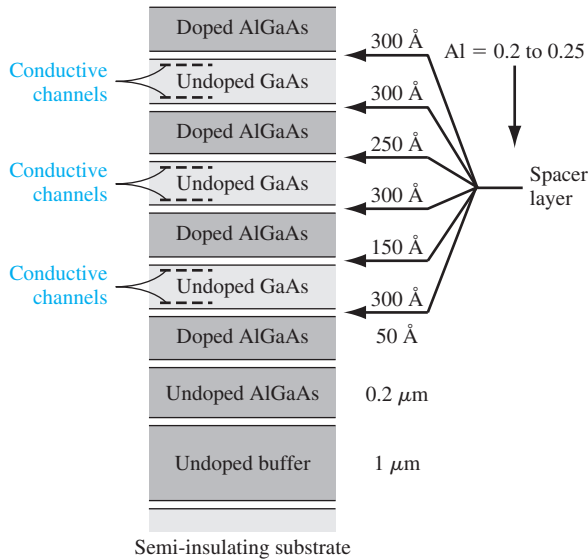 Doped AlGaAs
300 Å
Al = 0.2 to 0.25
Conductive
channels
Undoped GaAs
300 Å
Doped AlGaAs
250 Å
Conductive
channels
Undoped GaAs
Spacer
layer
300 Å
Doped AlGaAs
150 Å
Conductive
channels
Undoped GaAs
300 Å
Doped AlGaAs
50 Å
Undoped AlGaAs
0.2 μm
Undoped buffer
1 μm
Semi-insulating substrate